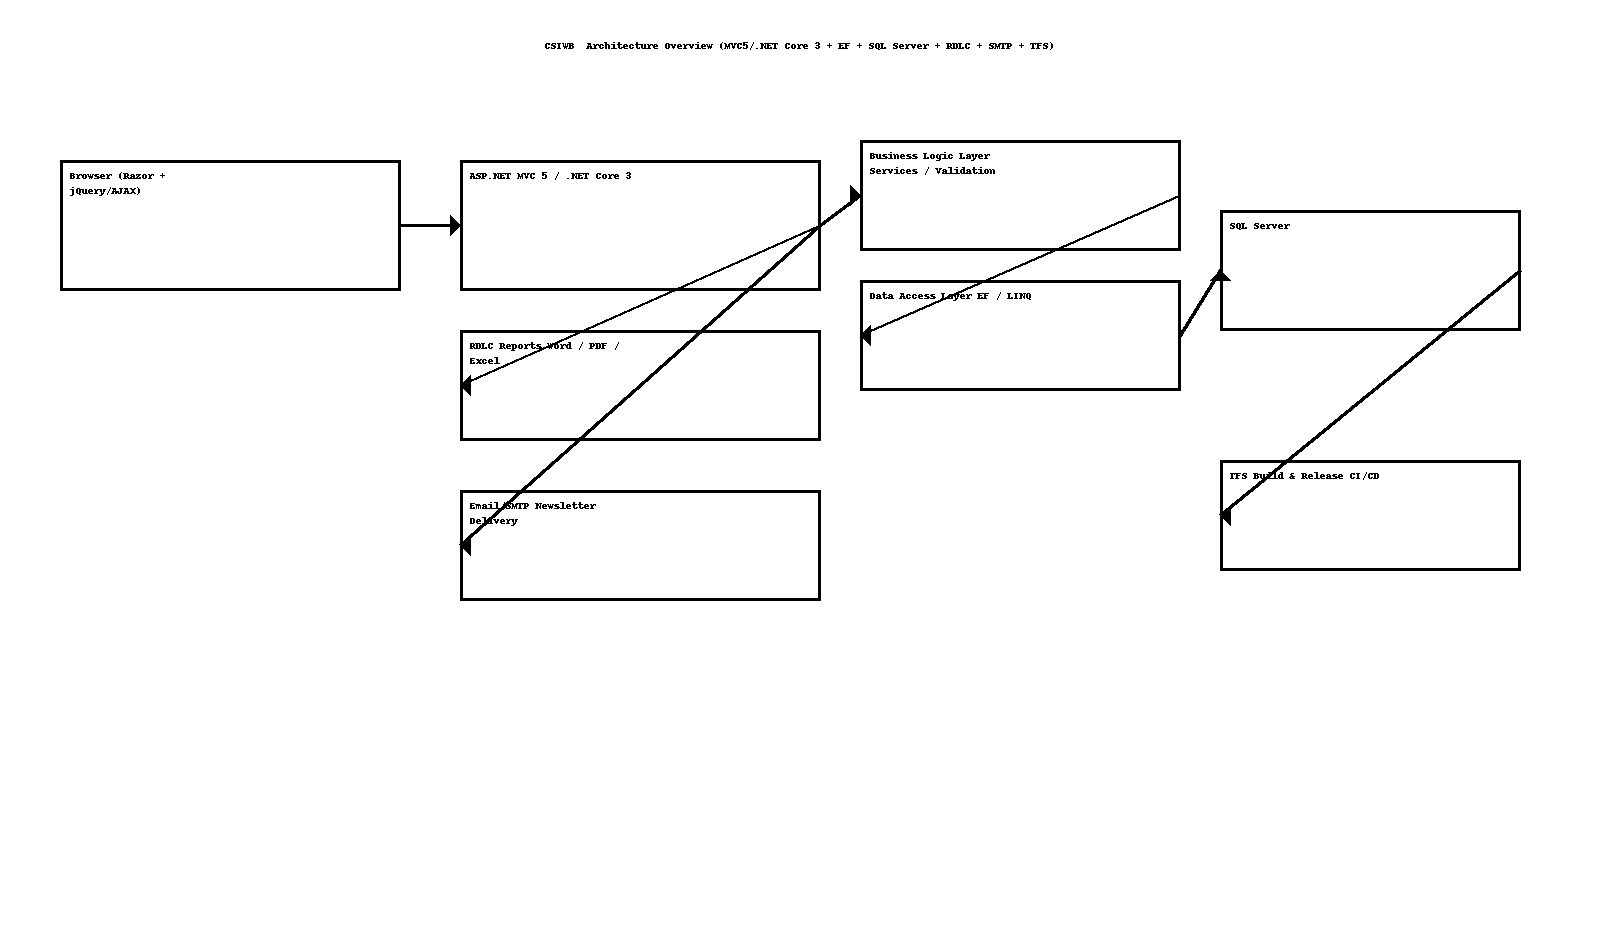 CSIWB  Architecture Overview (MVC5/.NET Core 3 + EF + SQL Server + RDLC + SMTP + TFS)
Browser (Razor +
jQuery/AJAX)
ASP.NET MVC 5 / .NET Core 3
Business Logic Layer
Services / Validation
SQL Server
Data Access Layer EF / LINQ
RDLC Reports Word / PDF /
Excel
TFS Build & Release CI/CD
Email/SMTP Newsletter
Delivery